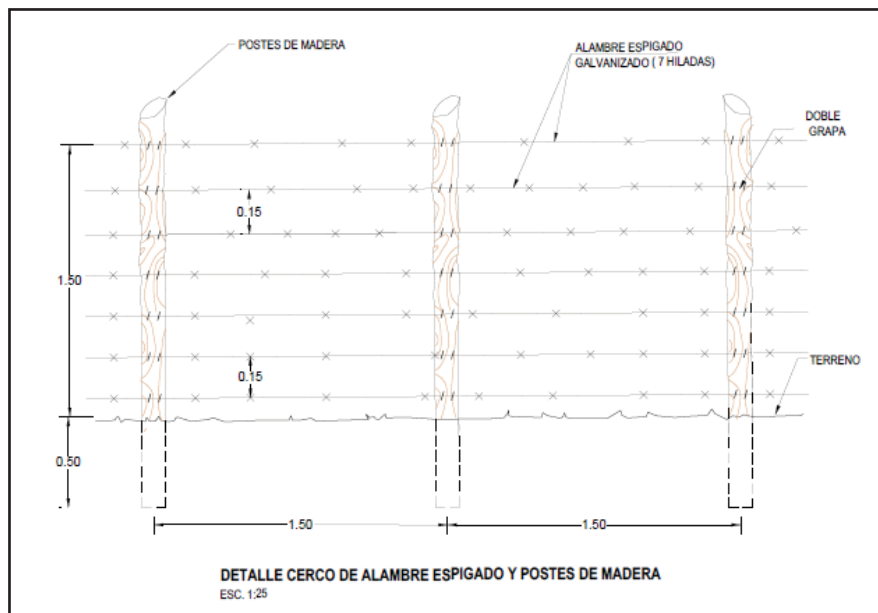 POSTES DE MADERA
ALAMBRE ESPIGADO
GALVANIZADO ( 7 HILADAS)
DOBLE
GRAPA
0.15
1.50
0.15
TERRENO
0.50
1.50
1.50
DETALLE CERCO DE ALAMBRE ESPIGADO Y POSTES DE MADERA
ESC. 1:25